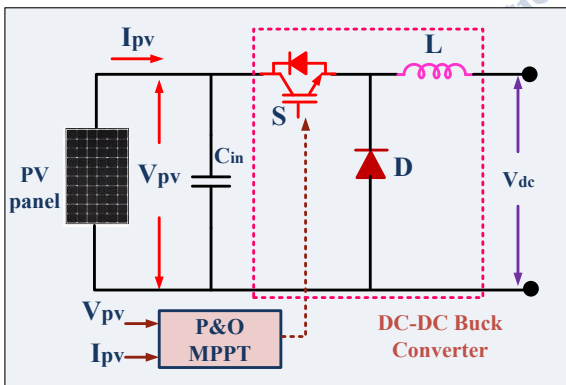 Ipv
L
S
Cin
PV
panel
Vpv
D
Vdc
Vpv
Ipv
P&O
MPPT
DC-DC Buck
Converter